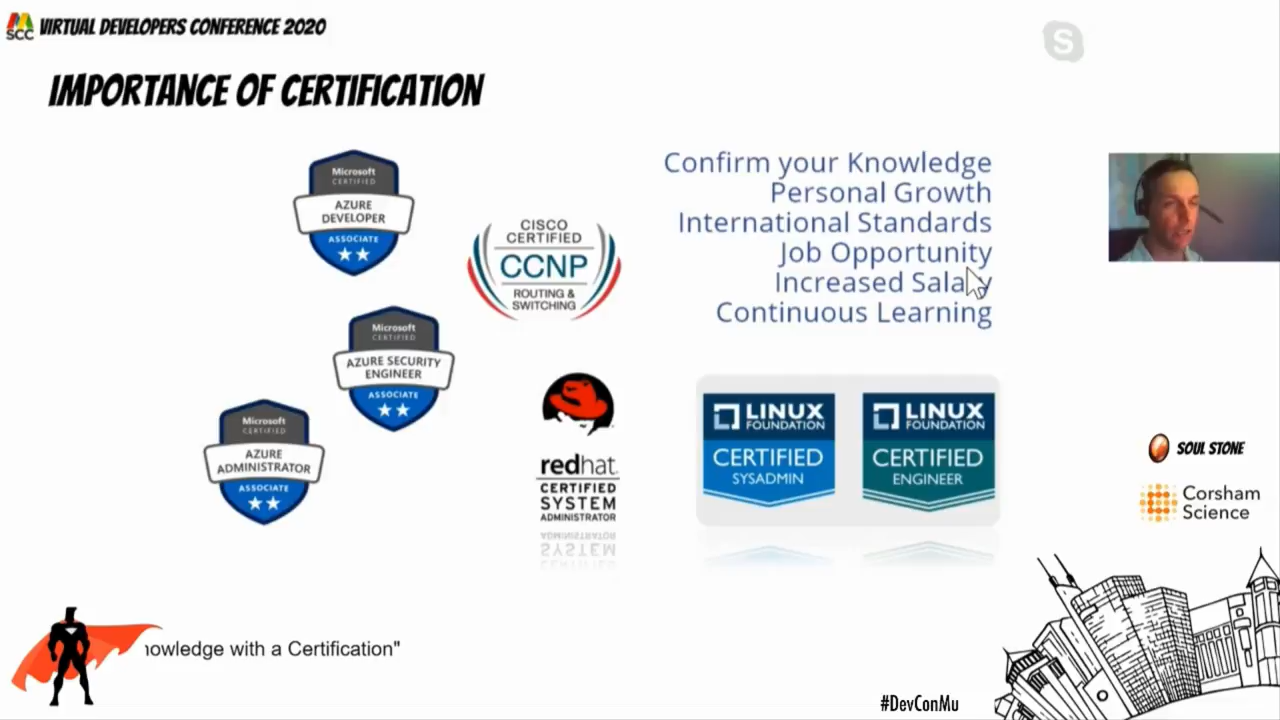 SCC VIRTUAL DEVELOPERS CONFERENCE 2020
S
IMPORTANCE OF CERTIFICATION
Microsoft
CERTIFIED
AZURE
DEVELOPER
ASSOCIATE
CISCO
CERTIFIED
CCNP
ROUTING &
SWITCHING
Confirm your Knowledge
Personal Growth
International Standards
Job Opportunity
Increased Salary
Continuous Learning
Microsoft
CERTIFIED
AZURE SECURITY
ENGINEER
ASSOCIATE
Microsoft
CERTIFIED
AZURE
ADMINISTRATOR
ASSOCIATE
redhat.
CERTIFIED
SYSTEM
ADMINISTRATOR
LINUX
FOUNDATION
CERTIFIED
SYSADMIN
LINUX
FOUNDATION
CERTIFIED
ENGINEER
SOUL STONE
Corsham
Science
nowledge with a Certification"
#DevConMu